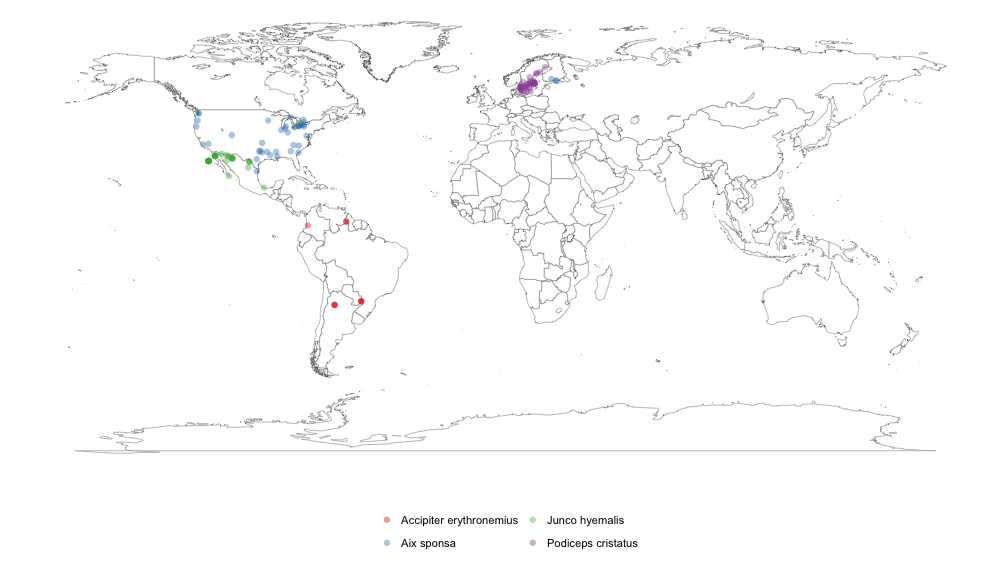 Accipiter erythronemius Junco hyemalis
Aix sponsa Podiceps cristatus